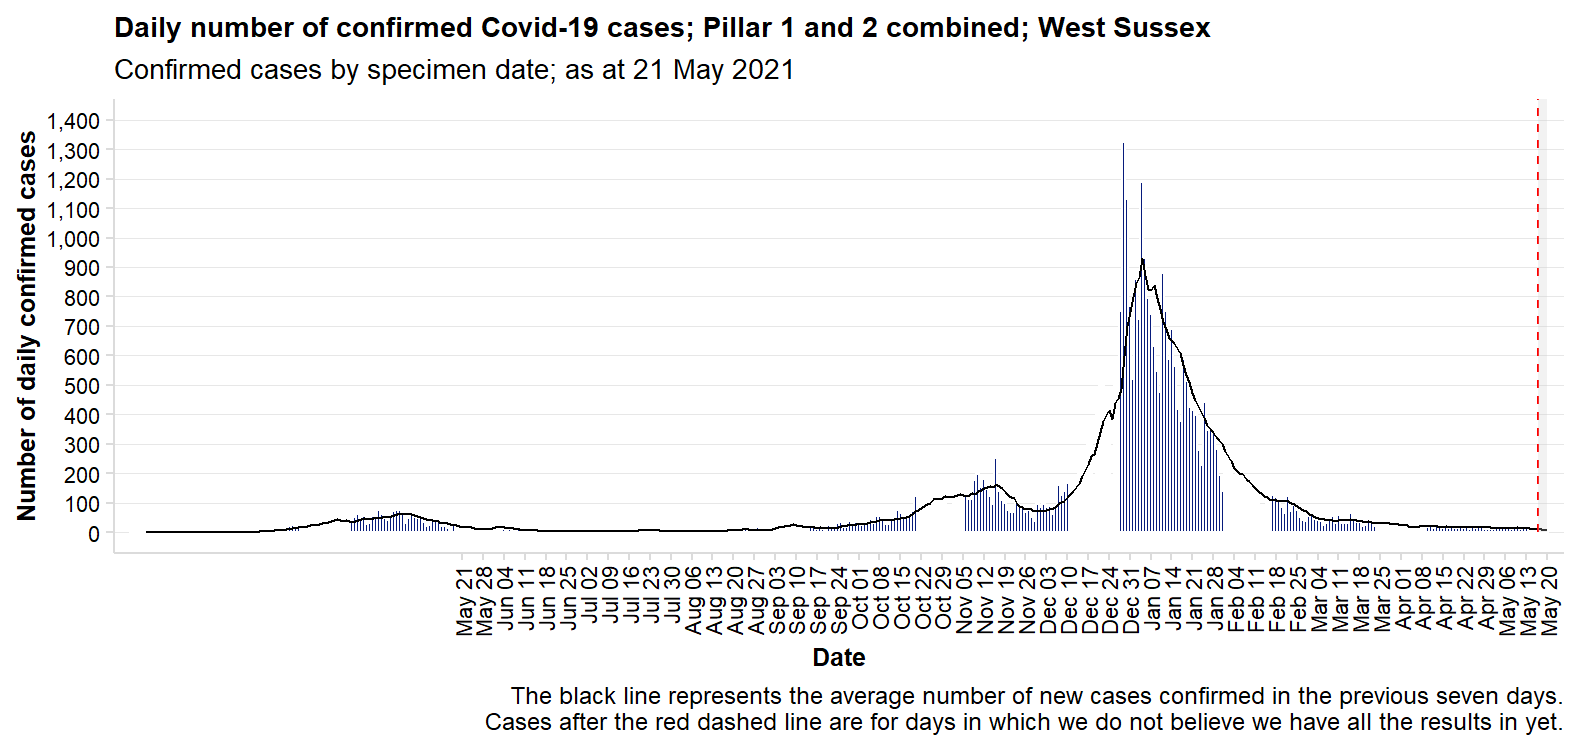 Daily number of confirmed Covid-19 cases; Pillar 1 and 2 combined; West Sussex
Confirmed cases by specimen date; as at 21 May 2021
Number of daily confirmed cases
1,400
1,300
1,200
1,100
1,000
900
800
700
600
500
400
300
200
100
0
May 21
May 28
Jun 04
Jun 11
Jun 18
Jun 25
Jul 02
Jul 09
Jul 16
Jul 23
Jul 30
Aug 06
Aug 13
Aug 20
Aug 27
Sep 03
Sep 10
Sep 17
Sep 24
Oct 01
Oct 08
Oct 15
Oct 22
Oct 29
Nov 05
Nov 12
Nov 19
Nov 26
Dec 03
Dec 10
Dec 17
Dec 24
Dec 31
Jan 07
Jan 14
Jan 21
Jan 28
Feb 04
Feb 11
Feb 18
Feb 25
Mar 04
Mar 11
Mar 18
Mar 25
Apr 01
Apr 08
Apr 15
Apr 22
Apr 29
May 06
May 13
May 20
Date
The black line represents the average number of new cases confirmed in the previous seven days.
Cases after the red dashed line are for days in which we do not believe we have all the results in yet.